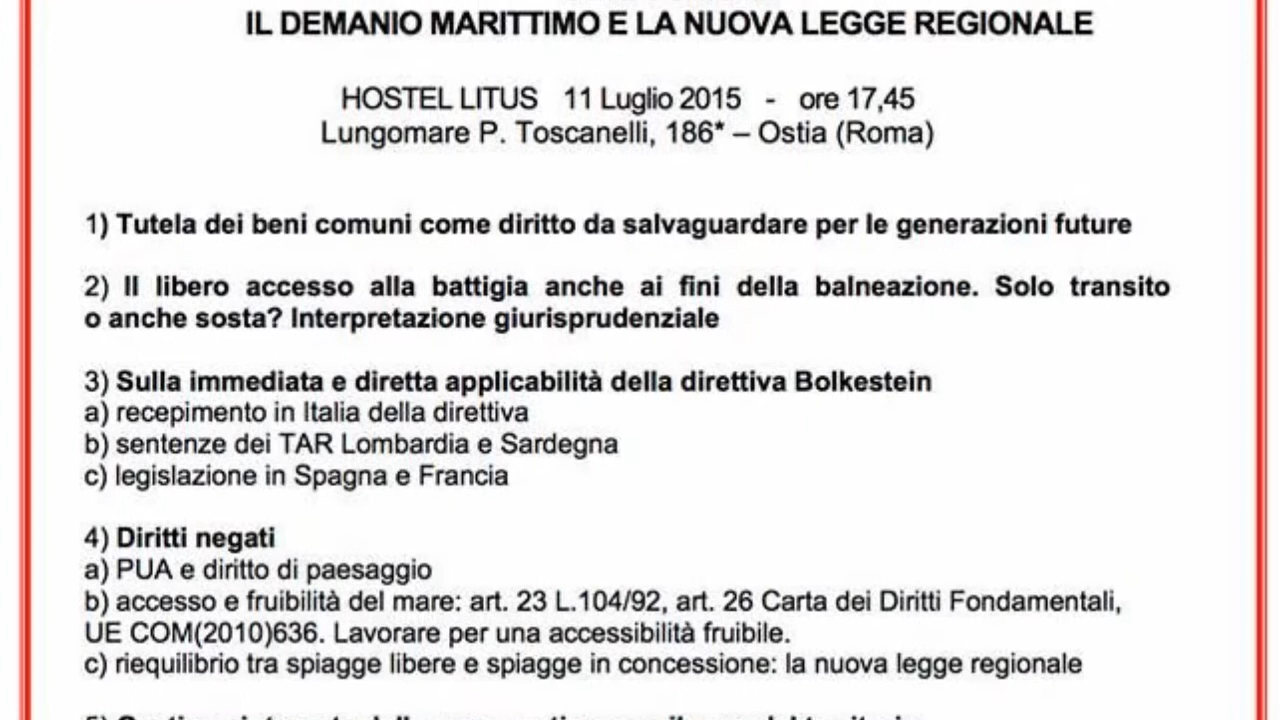 IL DEMANIO MARITTIMO E LA NUOVA LEGGE REGIONALE
HOSTEL LITUS 11 Luglio 2015 - ore 17,45
Lungomare P. Toscanelli, 186* – Ostia (Roma)
1) Tutela dei beni comuni come diritto da salvaguardare per le generazioni future
2) Il libero accesso alla battigia anche ai fini della balneazione. Solo transito
o anche sosta? Interpretazione giurisprudenziale
3) Sulla immediata e diretta applicabilità della direttiva Bolkestein
a) recepimento in Italia della direttiva
b) sentenze dei TAR Lombardia e Sardegna
c) legislazione in Spagna e Francia
4) Diritti negati
a) PUA e diritto di paesaggio
b) accesso e fruibilità del mare: art. 23 L.104/92, art. 26 Carta dei Diritti Fondamentali,
UE COM(2010)636. Lavorare per una accessibilità fruibile.
c) riequilibrio tra spiagge libere e spiagge in concessione: la nuova legge regionale